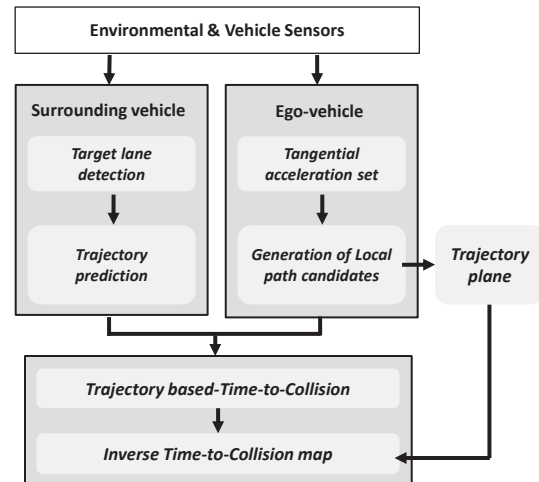 Environmental & Vehicle Sensors
Surrounding vehicle
Target lane
detection
Trajectory
prediction
Ego-vehicle
Tangential
acceleration set
Generation of Local
path candidates
Trajectory
plane
Trajectory based-Time-to-Collision
Inverse Time-to-Collision map